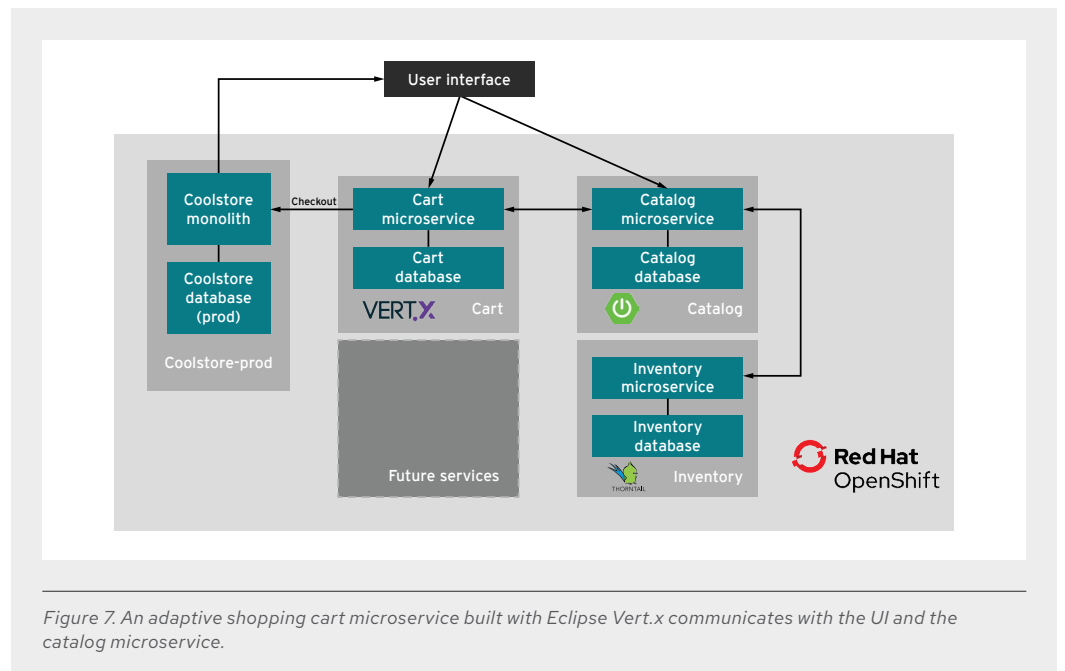 User interface
Coolstore
monolith
Checkout
Cart
microservice
Catalog
microservice
Coolstore
database
(prod)
Cart
database
Catalog
database
VERT.X
Cart
Catalog
Coolstore-prod
Inventory
microservice
Inventory
database
Future services
THORNTAIL
Inventory
Red Hat
OpenShift
Figure 7. An adaptive shopping cart microservice built with Eclipse Vert.x communicates with the UI and the
catalog microservice.